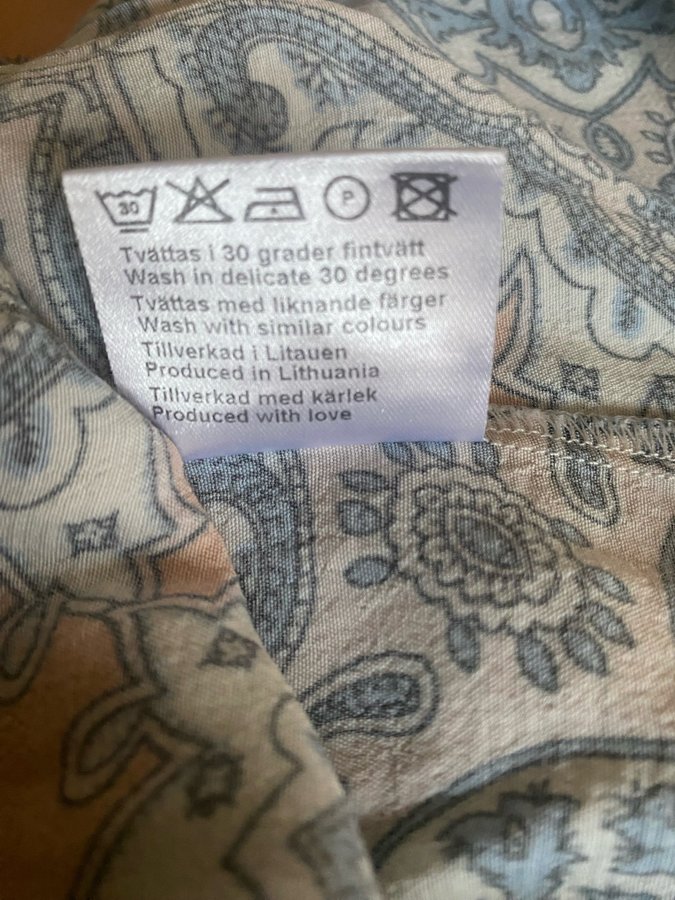 30 P
Tvättas i 30 grader fintvätt
Wash in delicate 30 degrees
Tvättas med liknande färger
Wash with similar colours
Tillverkad i Litauen
Produced in Lithuania
Tillverkad med kärlek
Produced with love